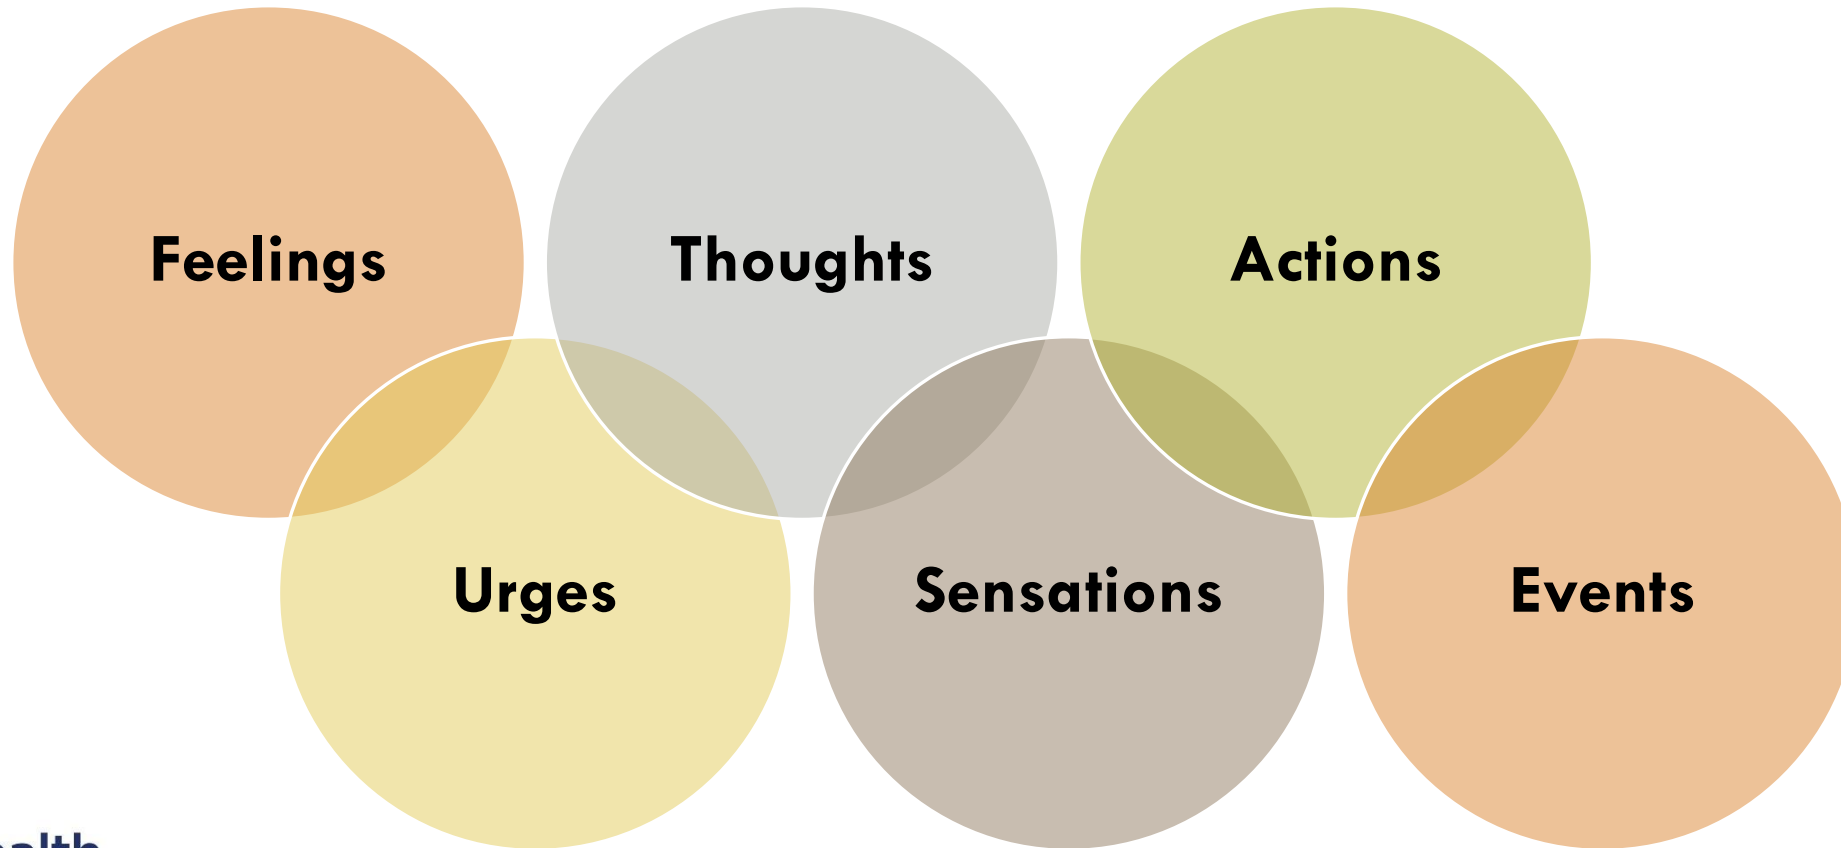 Feelings
Thoughts
Actions
Urges
Sensations
Events